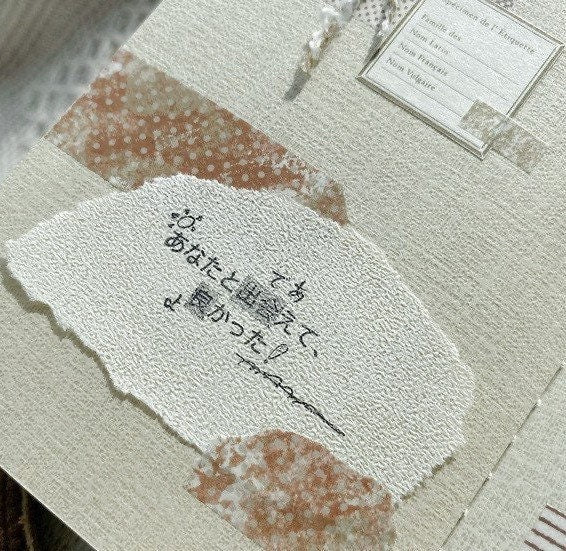 Spécimen de l'Etiquette
Famille des
Nom Latin
Nom Français
Nom Vulgaire
であ
あなたと出会えて、
よ
良かった!